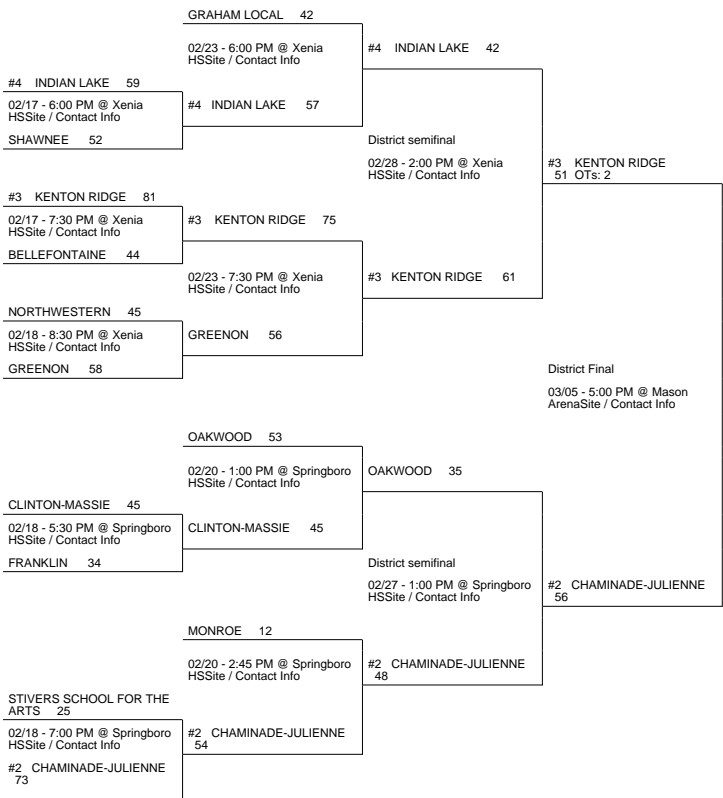 GRAHAM LOCAL 42
02/23 - 6:00 PM @ Xenia
HSSite / Contact Info
#4 INDIAN LAKE 42
#4 INDIAN LAKE 59
02/17 - 6:00 PM @ Xenia
HSSite / Contact Info
#4 INDIAN LAKE 57
SHAWNEE 52
District semifinal
02/28 - 2:00 PM @ Xenia
HSSite / Contact Info
#3 KENTON RIDGE
51 OTs: 2
#3 KENTON RIDGE 81
02/17 - 7:30 PM @ Xenia
HSSite / Contact Info
#3 KENTON RIDGE 75
BELLEFONTAINE 44
02/23 - 7:30 PM @ Xenia
HSSite / Contact Info
#3 KENTON RIDGE 61
NORTHWESTERN 45
02/18 - 8:30 PM @ Xenia
HSSite / Contact Info
GREENON 56
GREENON 58
District Final
03/05 - 5:00 PM @ Mason
ArenaSite / Contact Info
OAKWOOD 53
02/20 - 1:00 PM @ Springboro
HSSite / Contact Info
OAKWOOD 35
CLINTON-MASSIE 45
02/18 - 5:30 PM @ Springboro
HSSite / Contact Info
CLINTON-MASSIE 45
FRANKLIN 34
District semifinal
02/27 - 1:00 PM @ Springboro
HSSite / Contact Info
#2 CHAMINADE-JULIENNE
56
MONROE 12
02/20 - 2:45 PM @ Springboro
HSSite / Contact Info
#2 CHAMINADE-JULIENNE
48
STIVERS SCHOOL FOR THE
ARTS 25
02/18 - 7:00 PM @ Springboro
HSSite / Contact Info
#2 CHAMINADE-JULIENNE
54
#2 CHAMINADE-JULIENNE
73